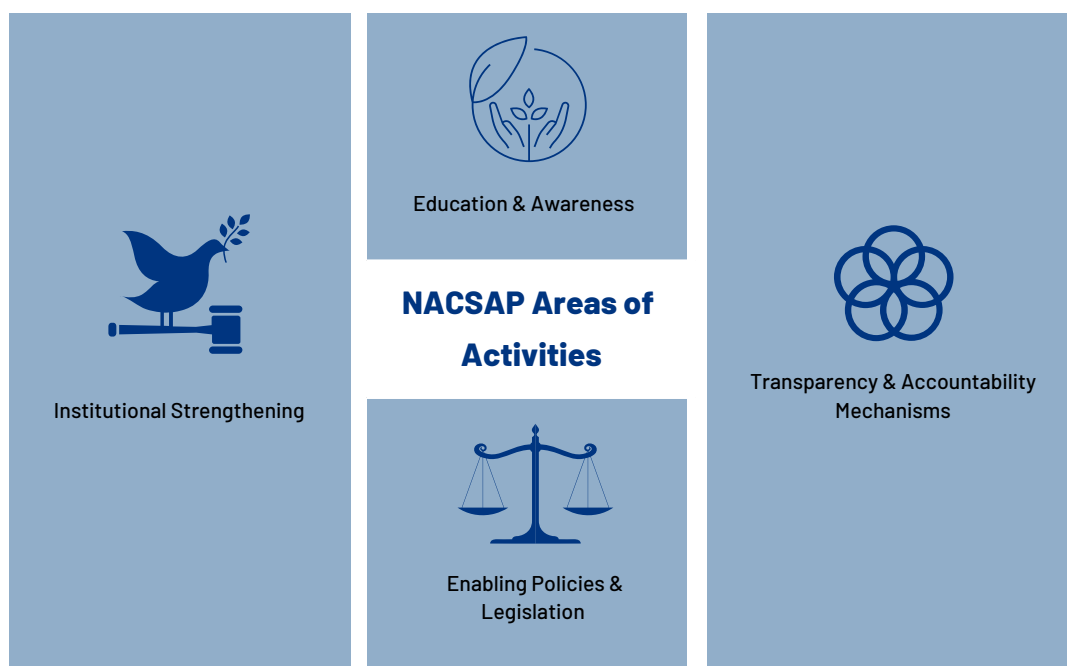 Education & Awareness
NACSAP Areas of
Activities
Institutional Strengthening
Transparency & Accountability
Mechanisms
Enabling Policies &
Legislation